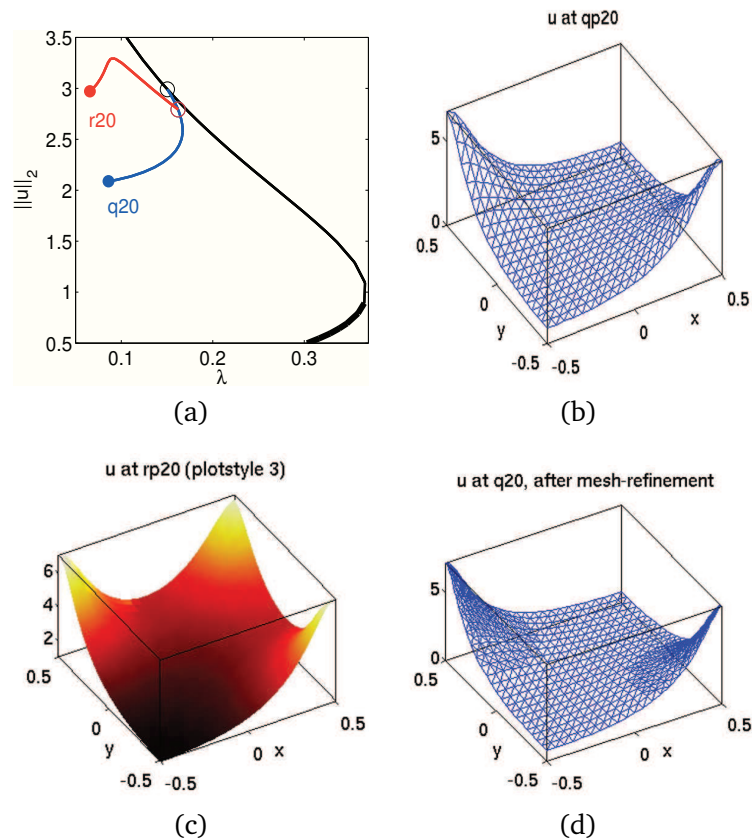 3.5
3
2.5
2
1.5
1
0.5
||u||_2
r20
q20
0.1 0.2 0.3
λ
(a)
u at qp20
5
0
0.5
0
-0.5
y
-0.5
0
0.5
x
(b)
u at rp20 (plotstyle 3)
6
4
2
0.5
0
-0.5
y
-0.5
0
0.5
x
(c)
u at q20, after mesh-refinement
5
0
0.5
0
-0.5
y
-0.5
0
0.5
x
(d)